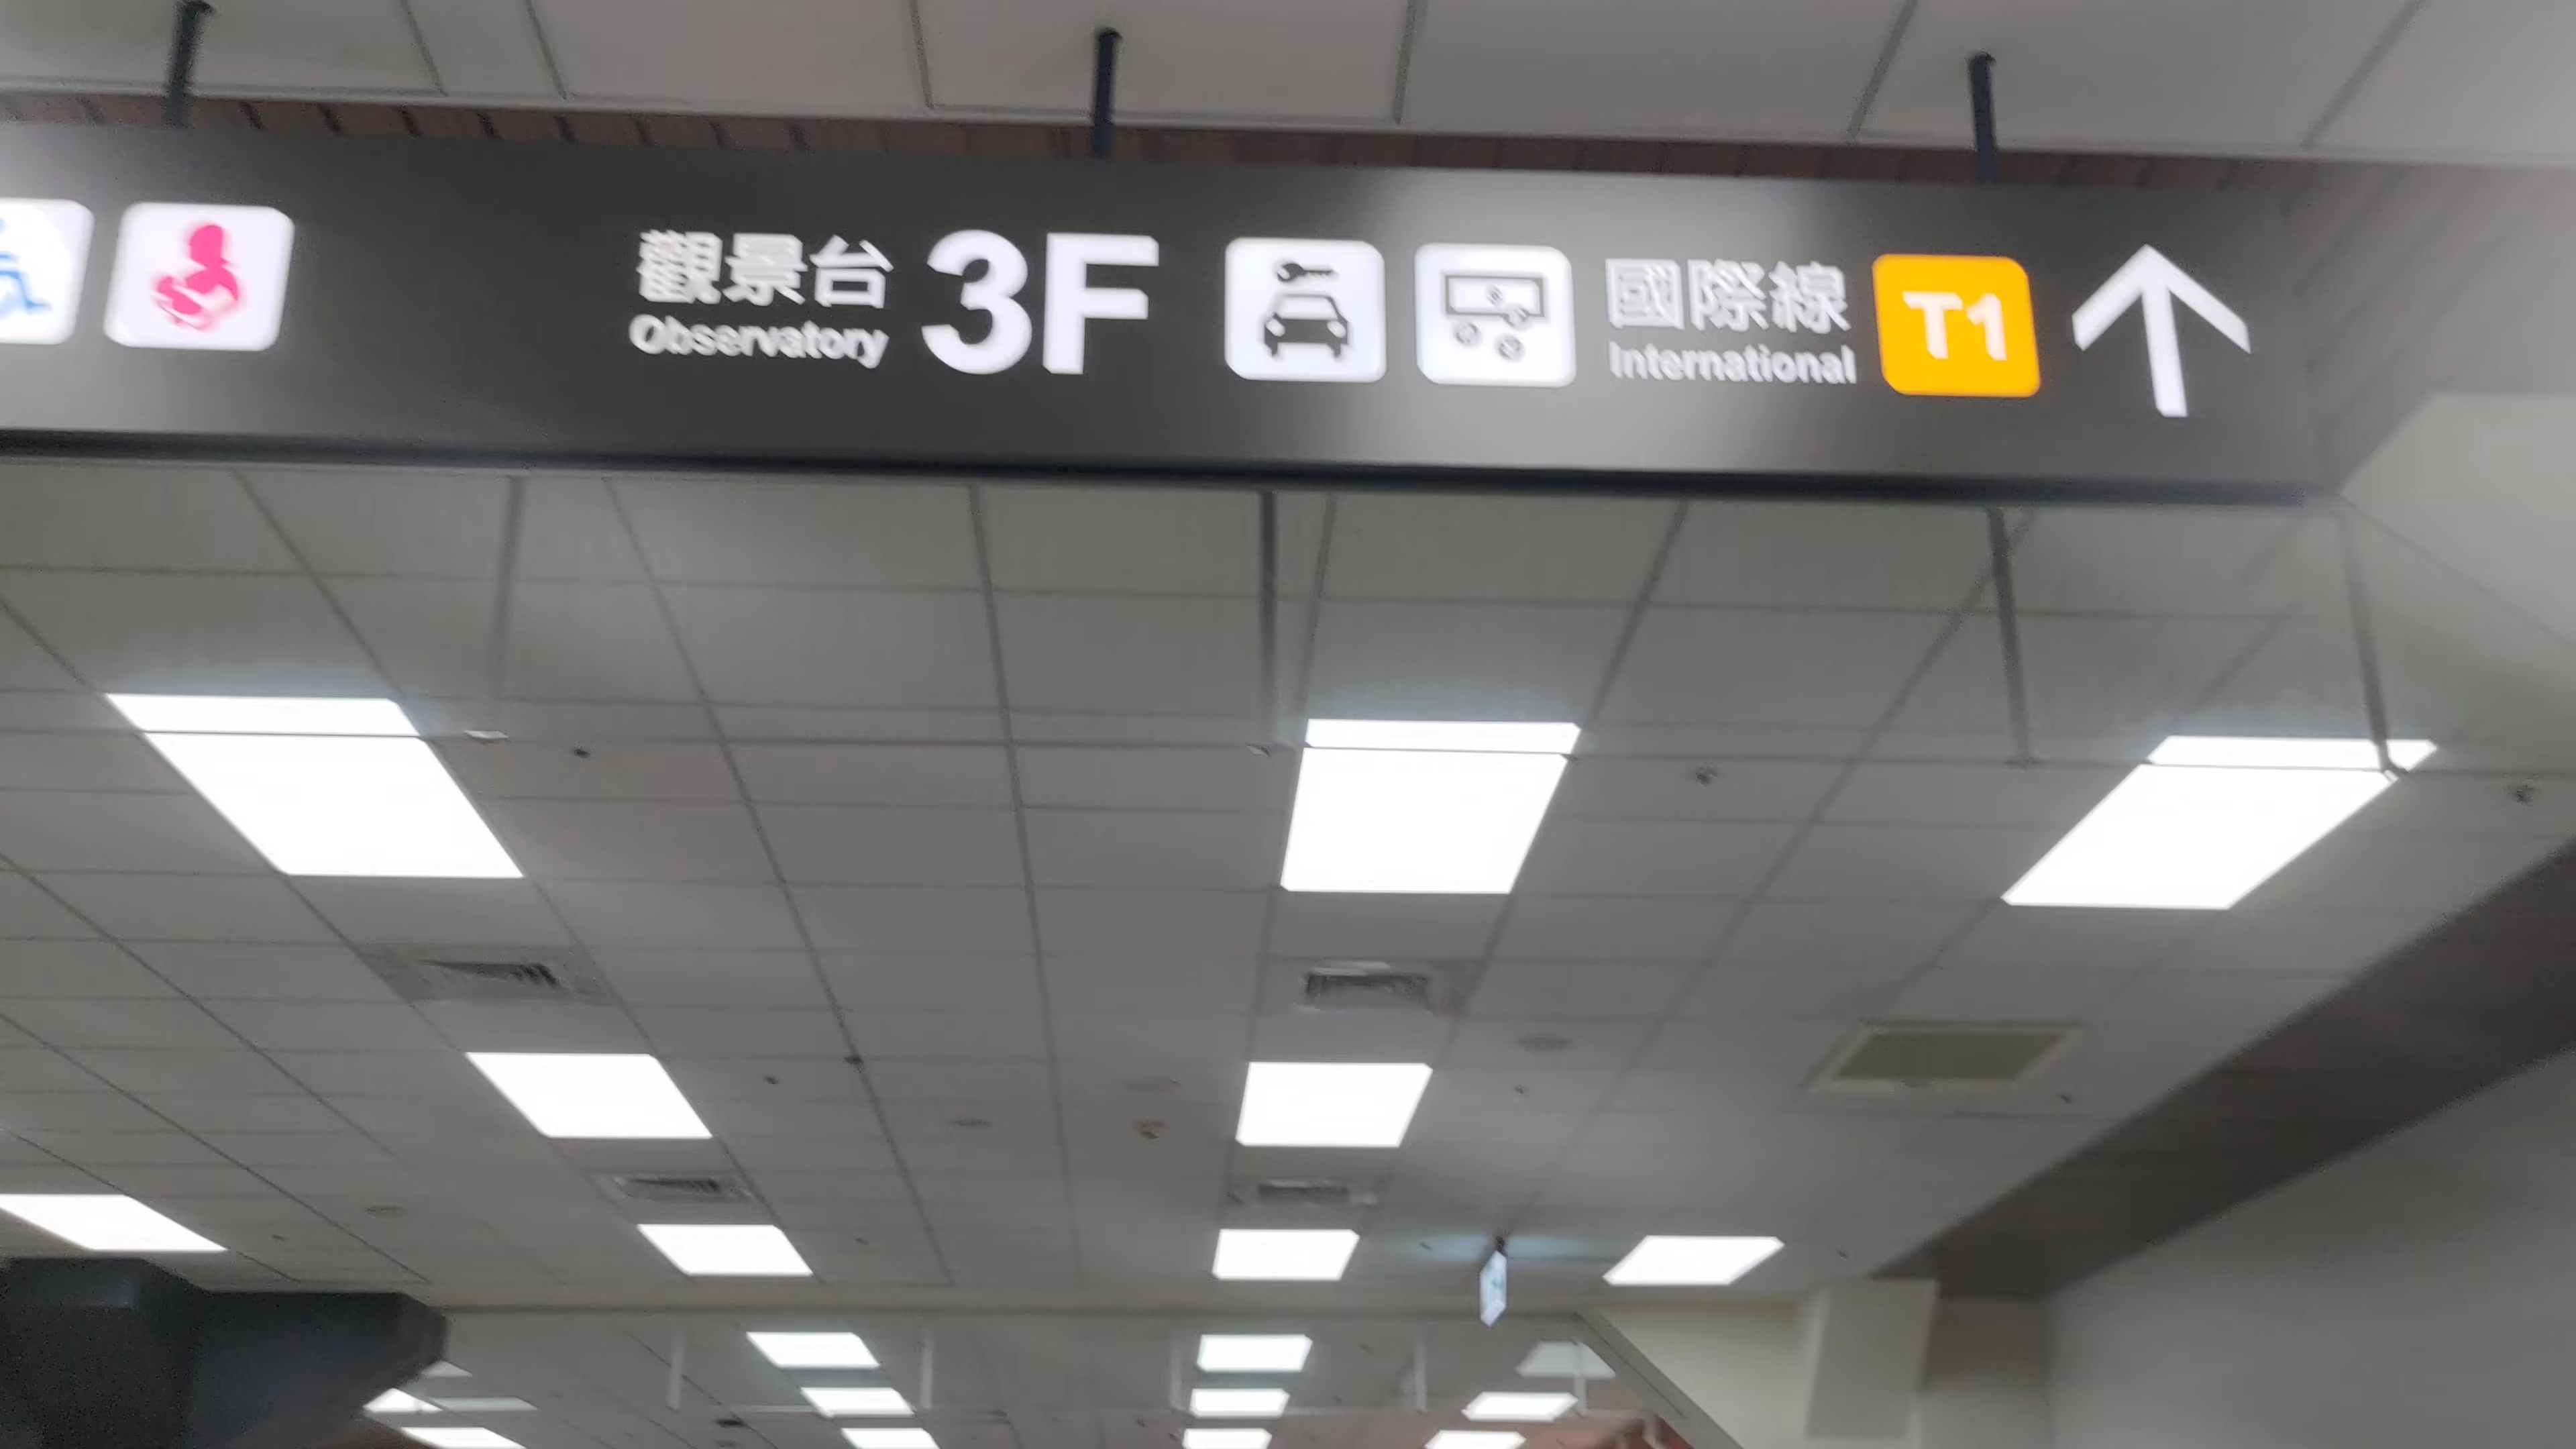 觀景台
Observatory
3F
國際線
International
T1